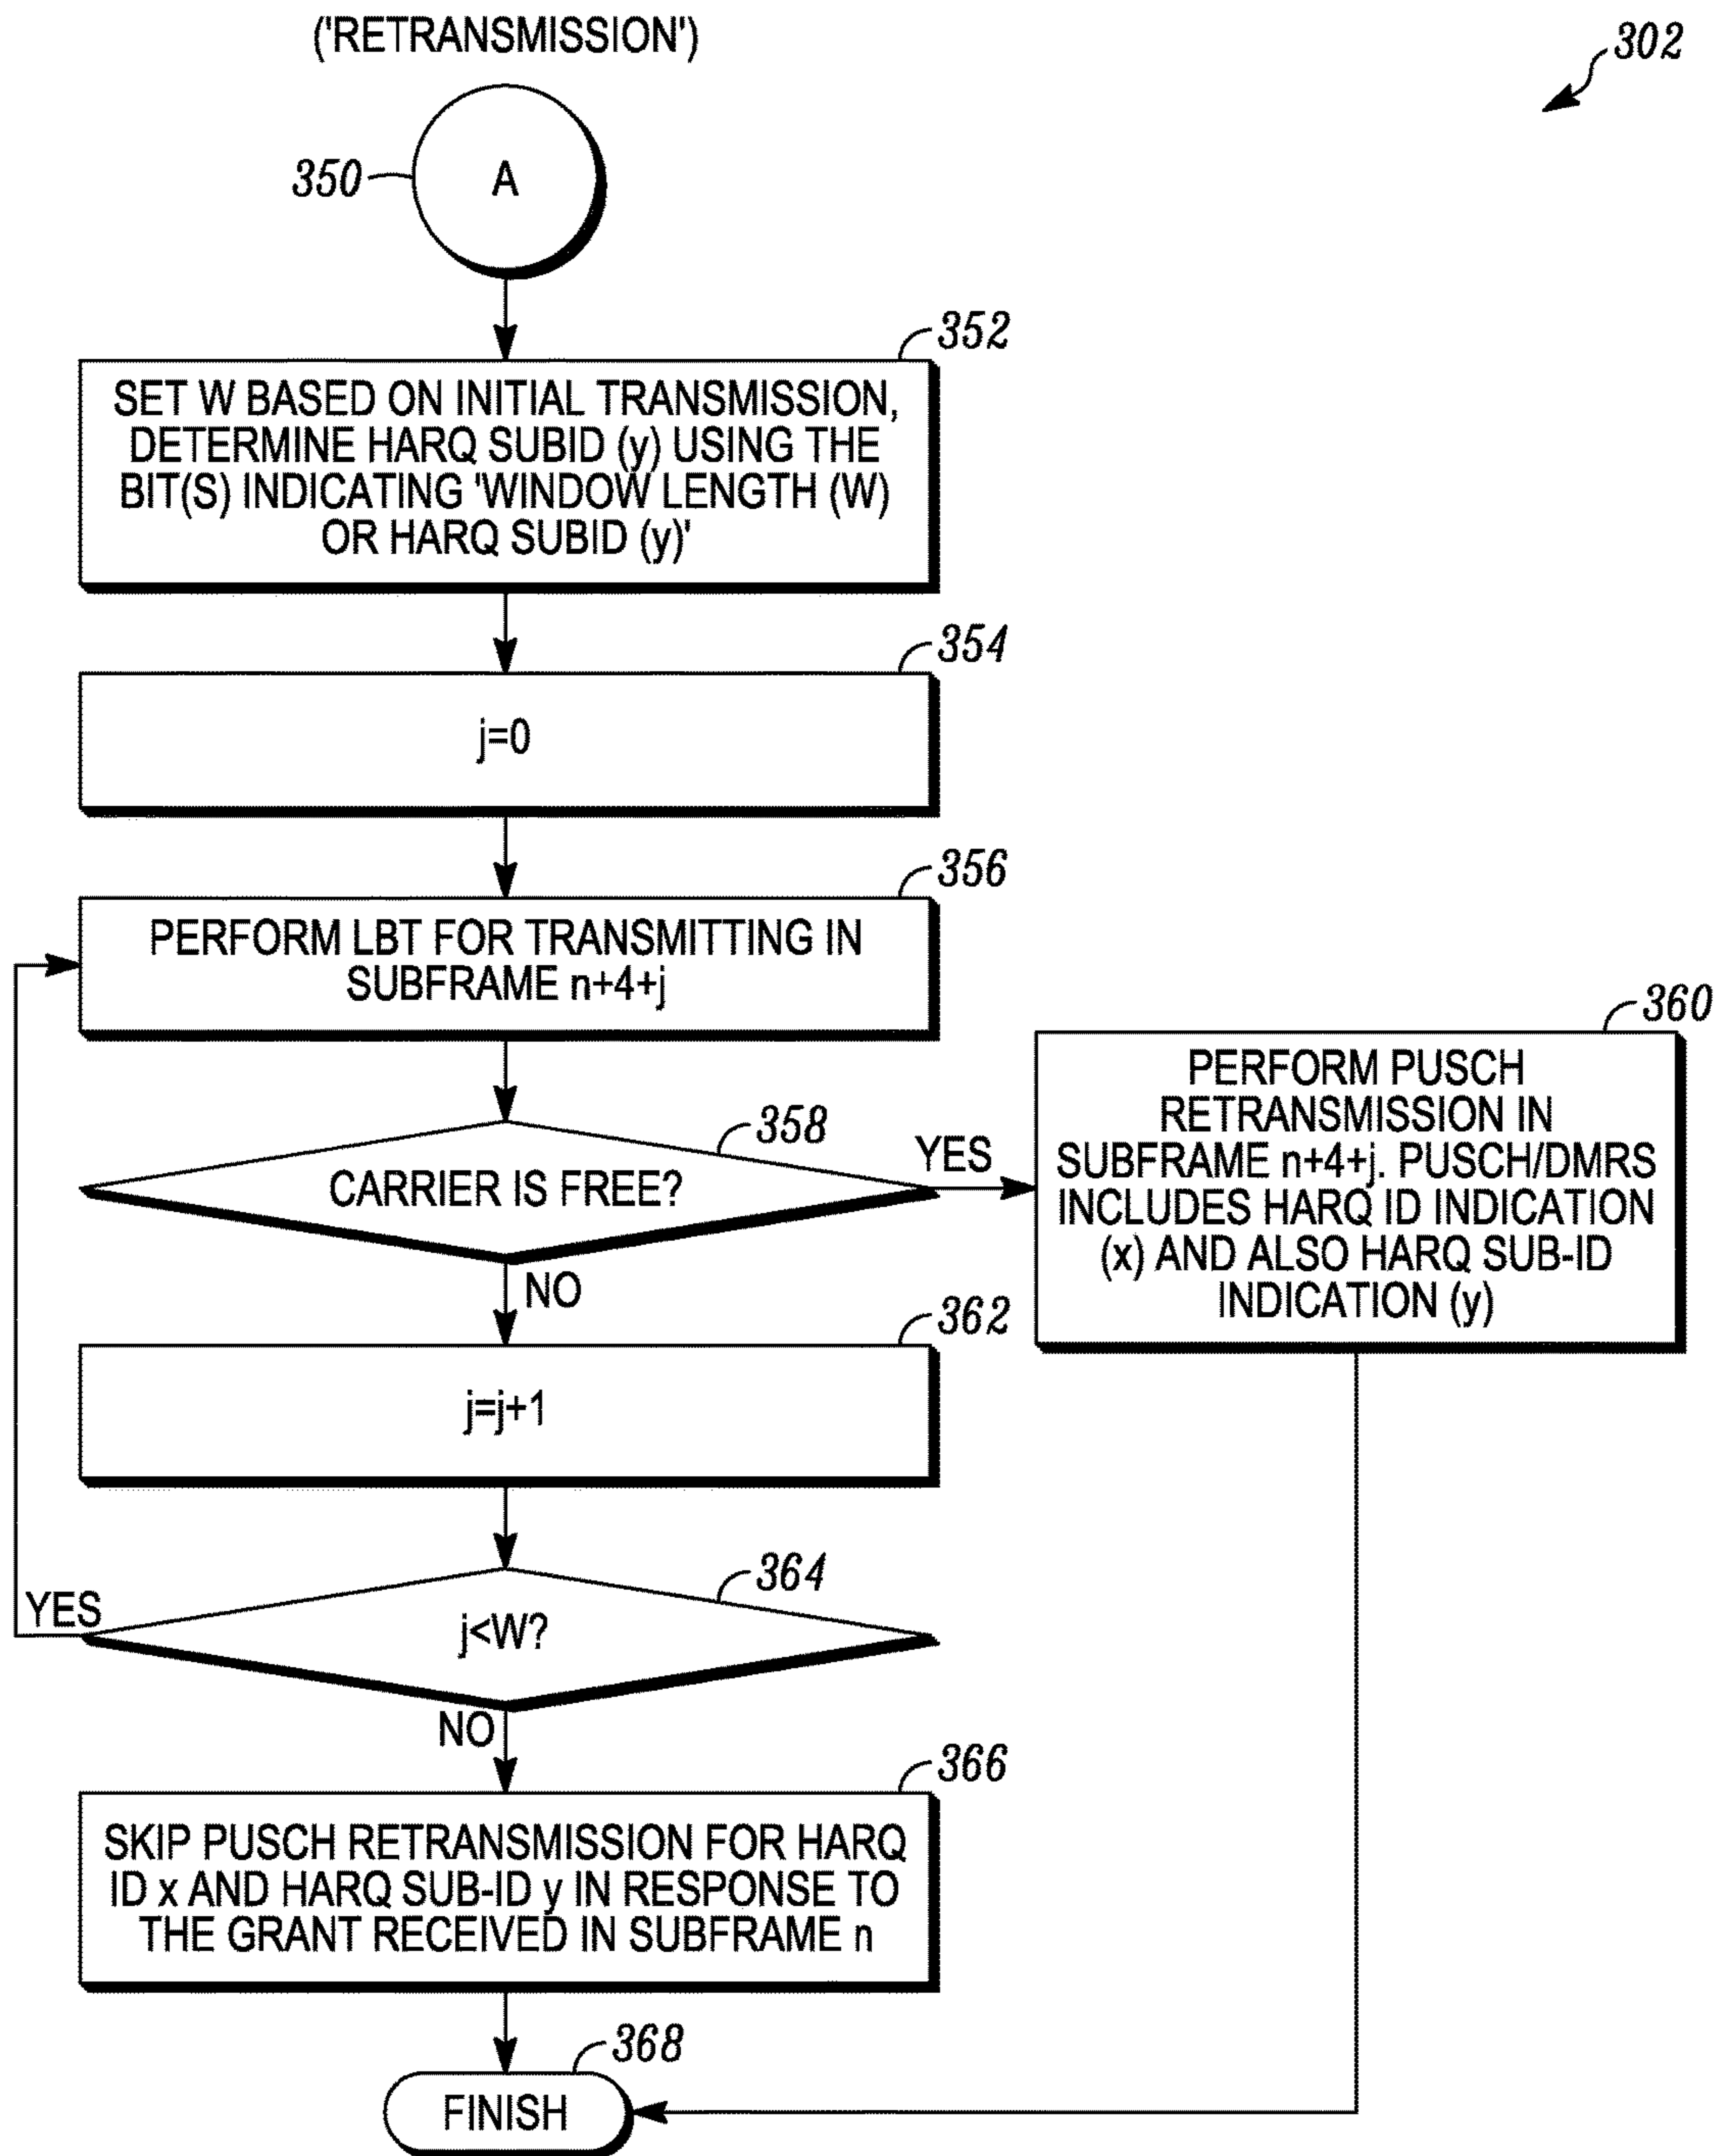 ('RETRANSMISSION')
302
350
A
352
SET W BASED ON INITIAL TRANSMISSION,
DETERMINE HARQ SUBID (y) USING THE
BIT(S) INDICATING 'WINDOW LENGTH (W)
OR HARQ SUBID (y)'
354
j=0
356
PERFORM LBT FOR TRANSMITTING IN
SUBFRAME n+4+j
358
CARRIER IS FREE?
YES
NO
360
PERFORM PUSCH
RETRANSMISSION IN
SUBFRAME n+4+j. PUSCH/DMRS
INCLUDES HARQ ID INDICATION
(x) AND ALSO HARQ SUB-ID
INDICATION (y)
362
j=j+1
364
j<W?
YES
NO
366
SKIP PUSCH RETRANSMISSION FOR HARQ
ID x AND HARQ SUB-ID y IN RESPONSE TO
THE GRANT RECEIVED IN SUBFRAME n
368
FINISH